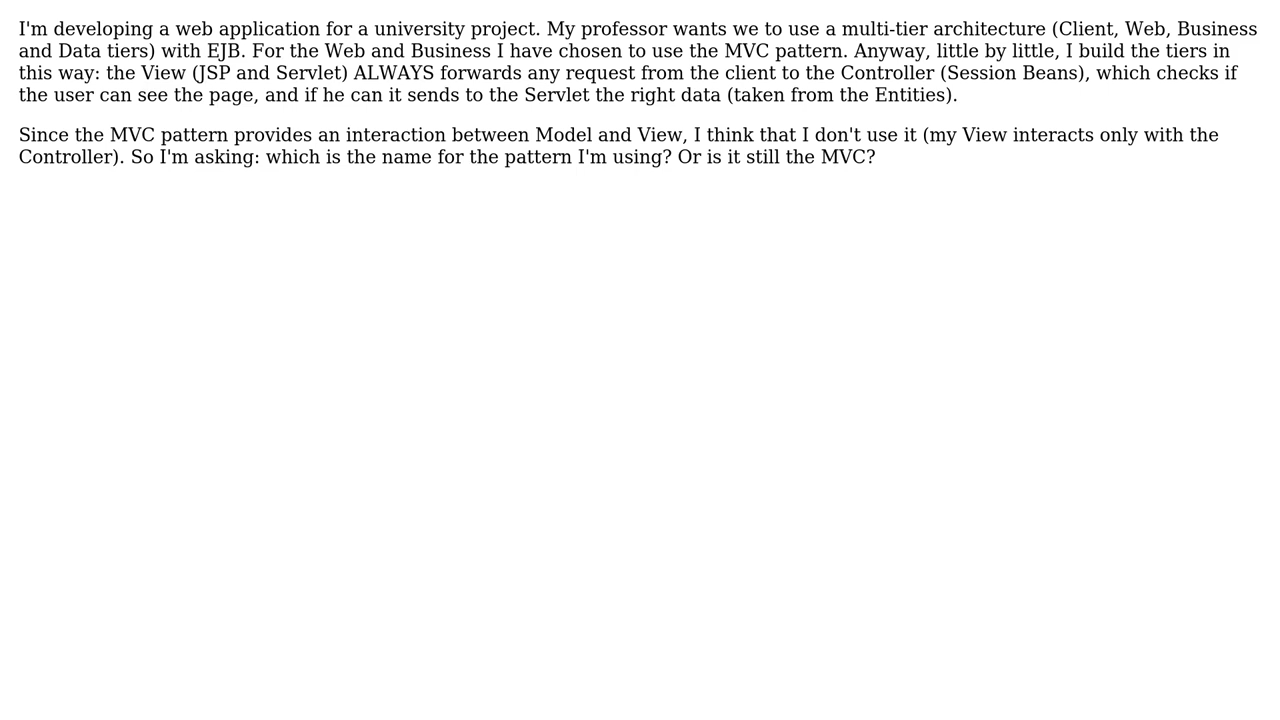 I'm developing a web application for a university project. My professor wants we to use a multi-tier architecture (Client, Web, Business
and Data tiers) with EJB. For the Web and Business I have chosen to use the MVC pattern. Anyway, little by little, I build the tiers in
this way: the View (JSP and Servlet) ALWAYS forwards any request from the client to the Controller (Session Beans), which checks if
the user can see the page, and if he can it sends to the Servlet the right data (taken from the Entities).
Since the MVC pattern provides an interaction between Model and View, I think that I don't use it (my View interacts only with the
Controller). So I'm asking: which is the name for the pattern I'm using? Or is it still the MVC?